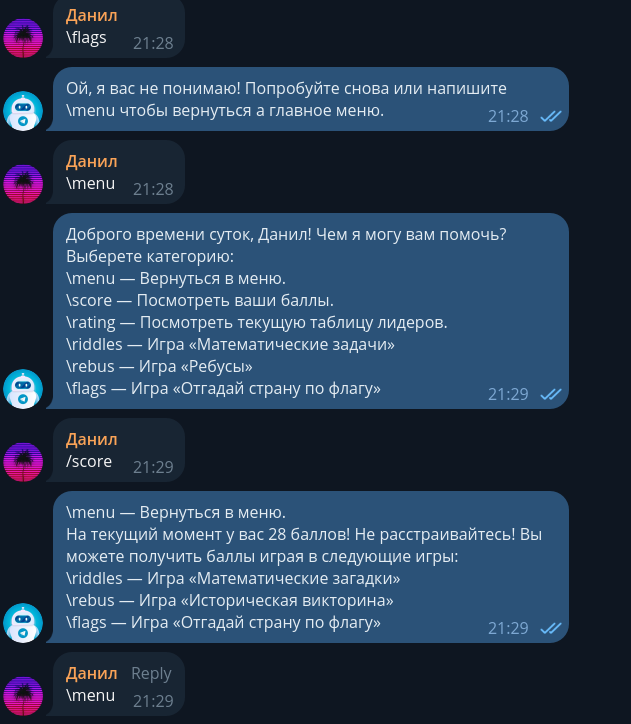 Данил
\flags 21:28
Ой, я вас не понимаю! Попробуйте снова или напишите
\menu чтобы вернуться а главное меню. 21:28
Данил
\menu 21:28
Доброго времени суток, Данил! Чем я могу вам помочь?
Выберете категорию:
\menu — Вернуться в меню.
\score — Посмотреть ваши баллы.
\rating — Посмотреть текущую таблицу лидеров.
\riddles — Игра «Математические задачи»
\rebus — Игра «Ребусы»
\flags — Игра «Отгадай страну по флагу» 21:29
Данил
/score 21:29
\menu — Вернуться в меню.
На текущий момент у вас 28 баллов! Не расстраивайтесь! Вы
можете получить баллы играя в следующие игры:
\riddles — Игра «Математические загадки»
\rebus — Игра «Историческая викторина»
\flags — Игра «Отгадай страну по флагу» 21:29
Данил Reply
\menu 21:29